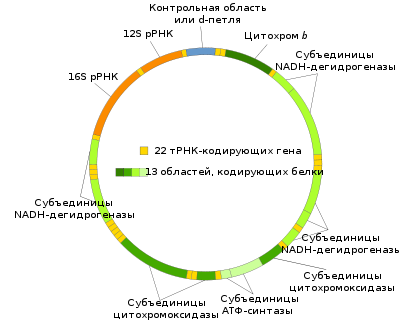 Контрольная область
или d-петля
12S рРНК
Цитохром b
Субъединицы
NADH-дегидрогеназы
16S рРНК
22 тРНК-кодирующих гена
13 областей, кодирующих белки
Субъединицы
NADH-дегидрогеназы
Субъединицы
NADH-дегидрогеназы
Субъединицы
цитохромоксидазы
Субъединицы
цитохромоксидазы
Субъединицы
АТФ-синтазы